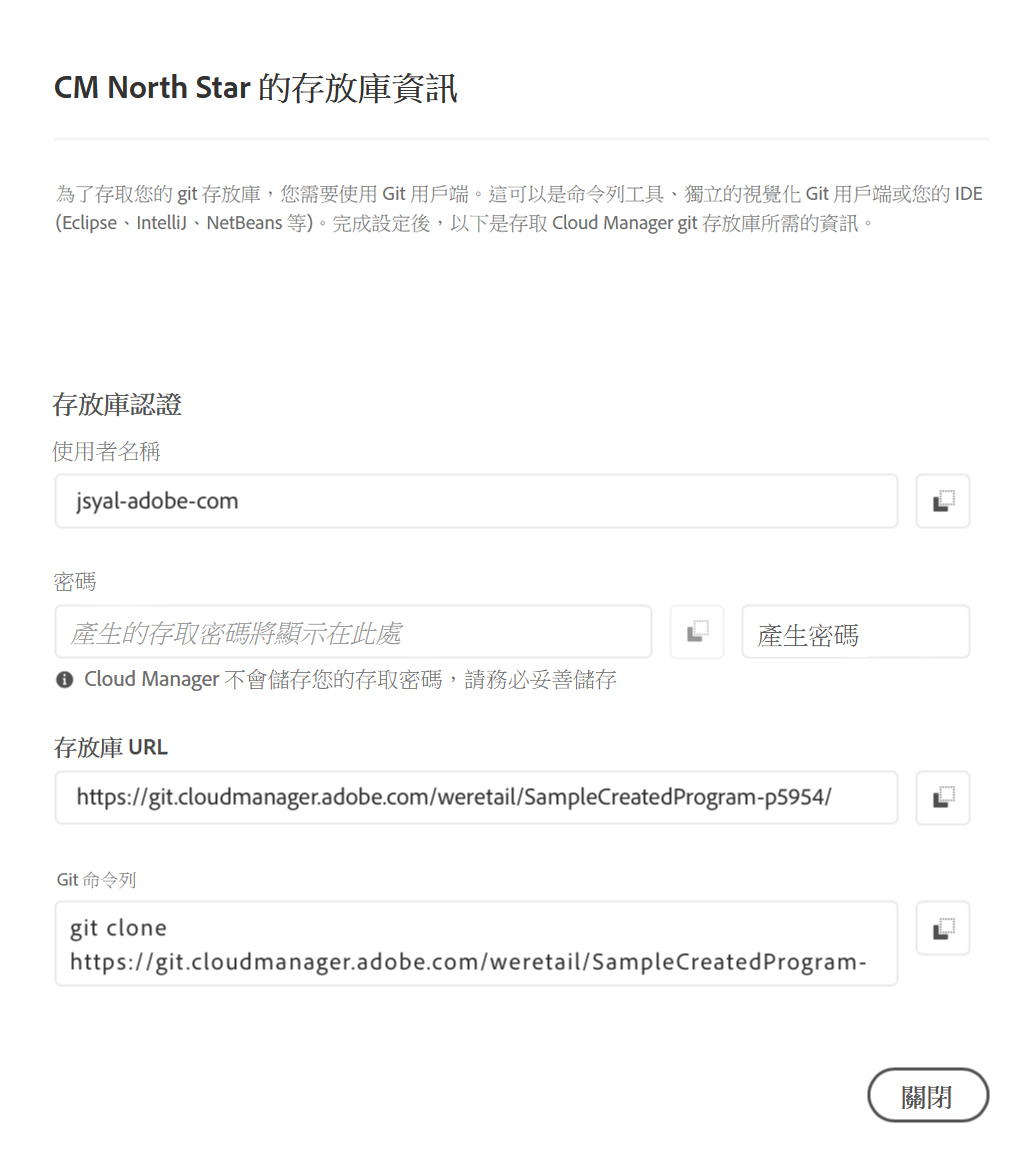 CM North Star 的存放庫資訊
為了存取您的 git 存放庫，您需要使用 Git 用戶端。這可以是命令列工具、獨立的視覺化 Git 用戶端或您的 IDE
(Eclipse、IntelliJ、NetBeans 等)。完成設定後，以下是存取 Cloud Manager git 存放庫所需的資訊。
存放庫認證
使用者名稱
jsyal-adobe-com
密碼
產生的存取密碼將顯示在此處
產生密碼
Cloud Manager 不會儲存您的存取密碼，請務必妥善儲存
存放庫 URL
https://git.cloudmanager.adobe.com/weretail/SampleCreatedProgram-p5954/
Git 命令列
git clone
https://git.cloudmanager.adobe.com/weretail/SampleCreatedProgram-
關閉